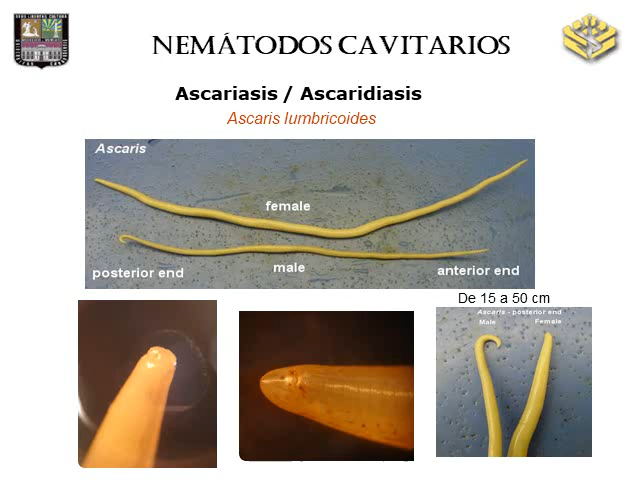 NEMÁTODOS CAVITARIOS
Ascariasis / Ascaridiasis
Ascaris lumbricoides
Ascaris
female
male
posterior end
anterior end
De 15 a 50 cm
Ascaris - posterior end
Male
Female